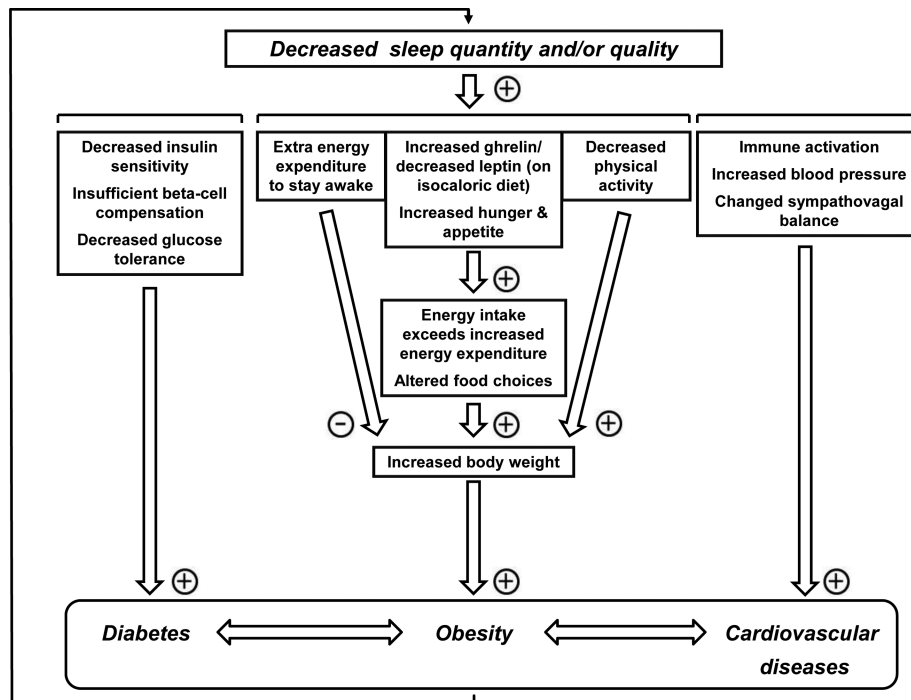 Decreased sleep quantity and/or quality
+
Decreased insulin
sensitivity
Insufficient beta-cell
compensation
Decreased glucose
tolerance
Extra energy
expenditure
to stay awake
Increased ghrelin/
decreased leptin (on
isocaloric diet)
Increased hunger &
appetite
Decreased
physical
activity
Immune activation
Increased blood pressure
Changed sympathovagal
balance
+
Energy intake
exceeds increased
energy expenditure
Altered food choices
−
+
+
Increased body weight
+
+
+
Diabetes
Obesity
Cardiovascular
diseases